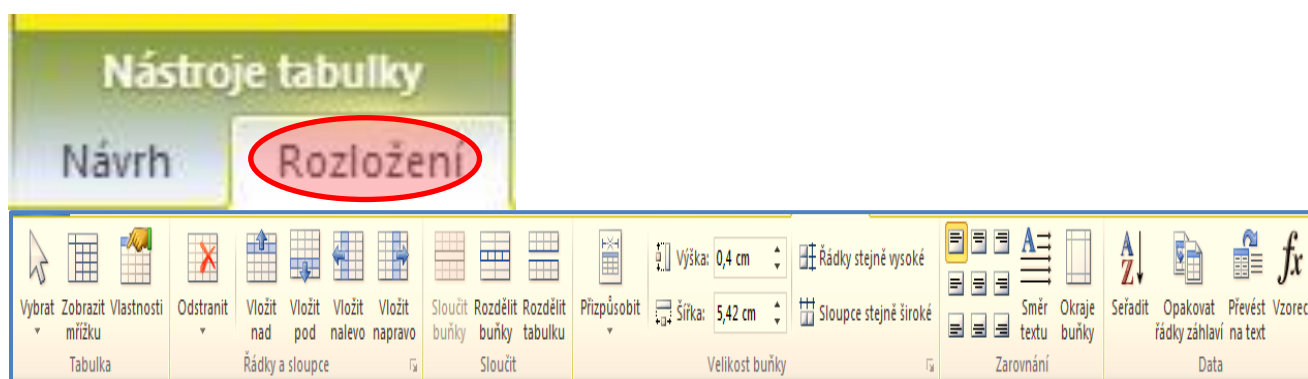 Nástroje tabulky
Návrh Rozložení
Vybrat Zobrazit mřížku Vlastnosti
Tabulka
Odstranit Vložit nad Vložit pod Vložit nalevo Vložit napravo
Řádky a sloupce
Sloučit buňky Rozdělit buňky Rozdělit tabulku
Sloučit
Přizpůsobit
Výška: 0,4 cm Řádky stejně vysoké
Šířka: 5,42 cm Sloupce stejně široké
Velikost buňky
Směr textu Okraje buňky
Zarovnání
Seřadit Opakovat řádky záhlaví Převést na text Vzorec
Data